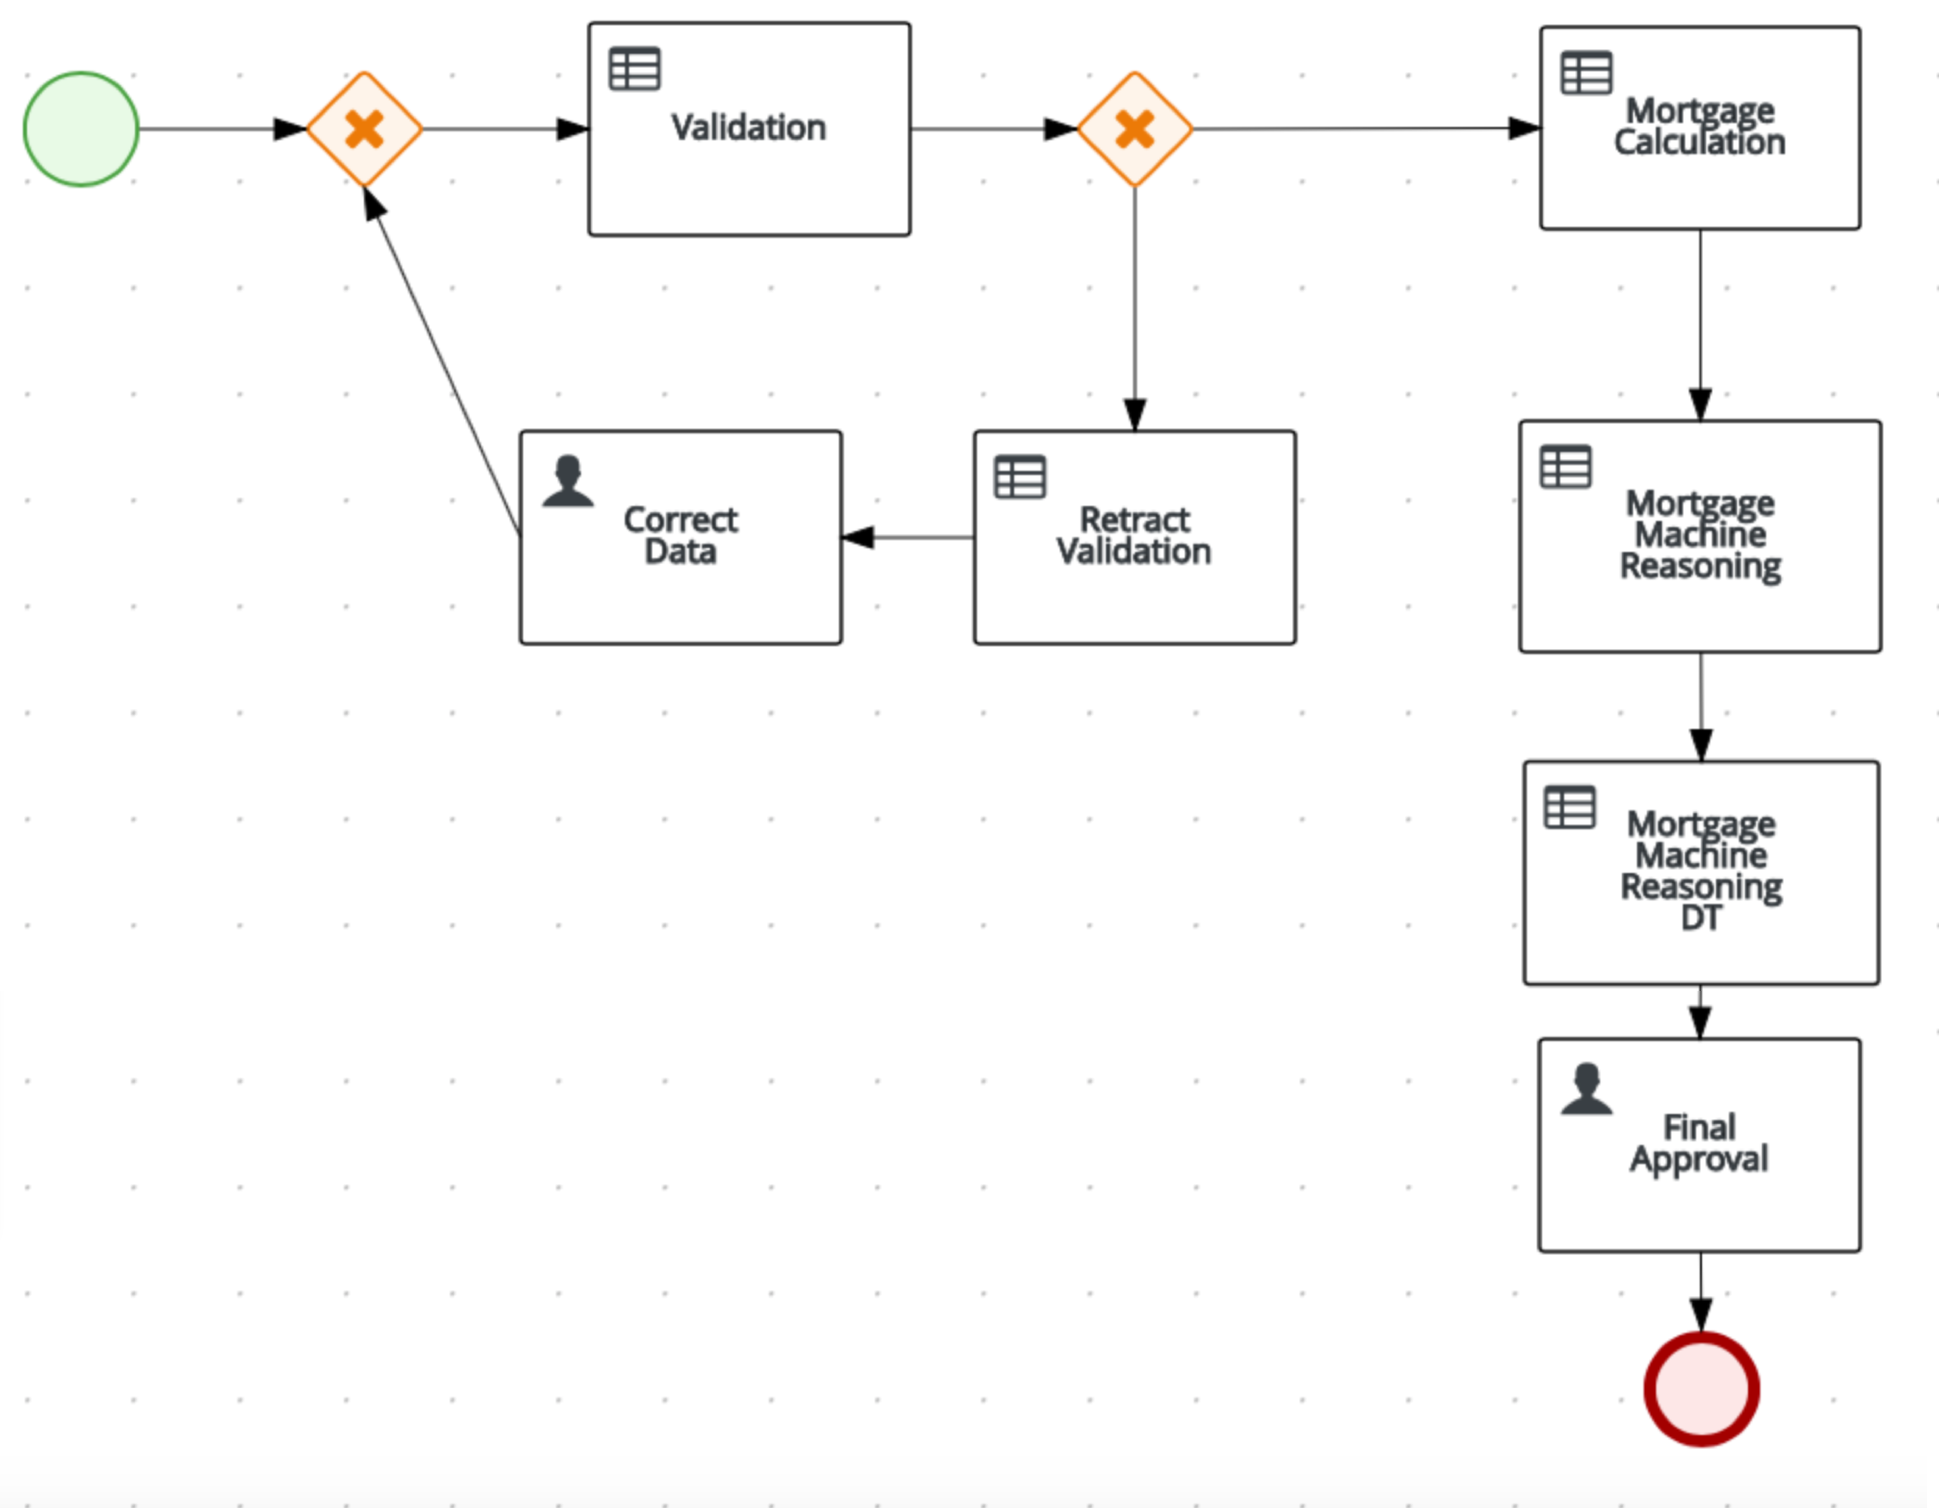 Validation
Mortgage
Calculation
Correct
Data
Retract
Validation
Mortgage
Machine
Reasoning
Mortgage
Machine
Reasoning
DT
Final
Approval